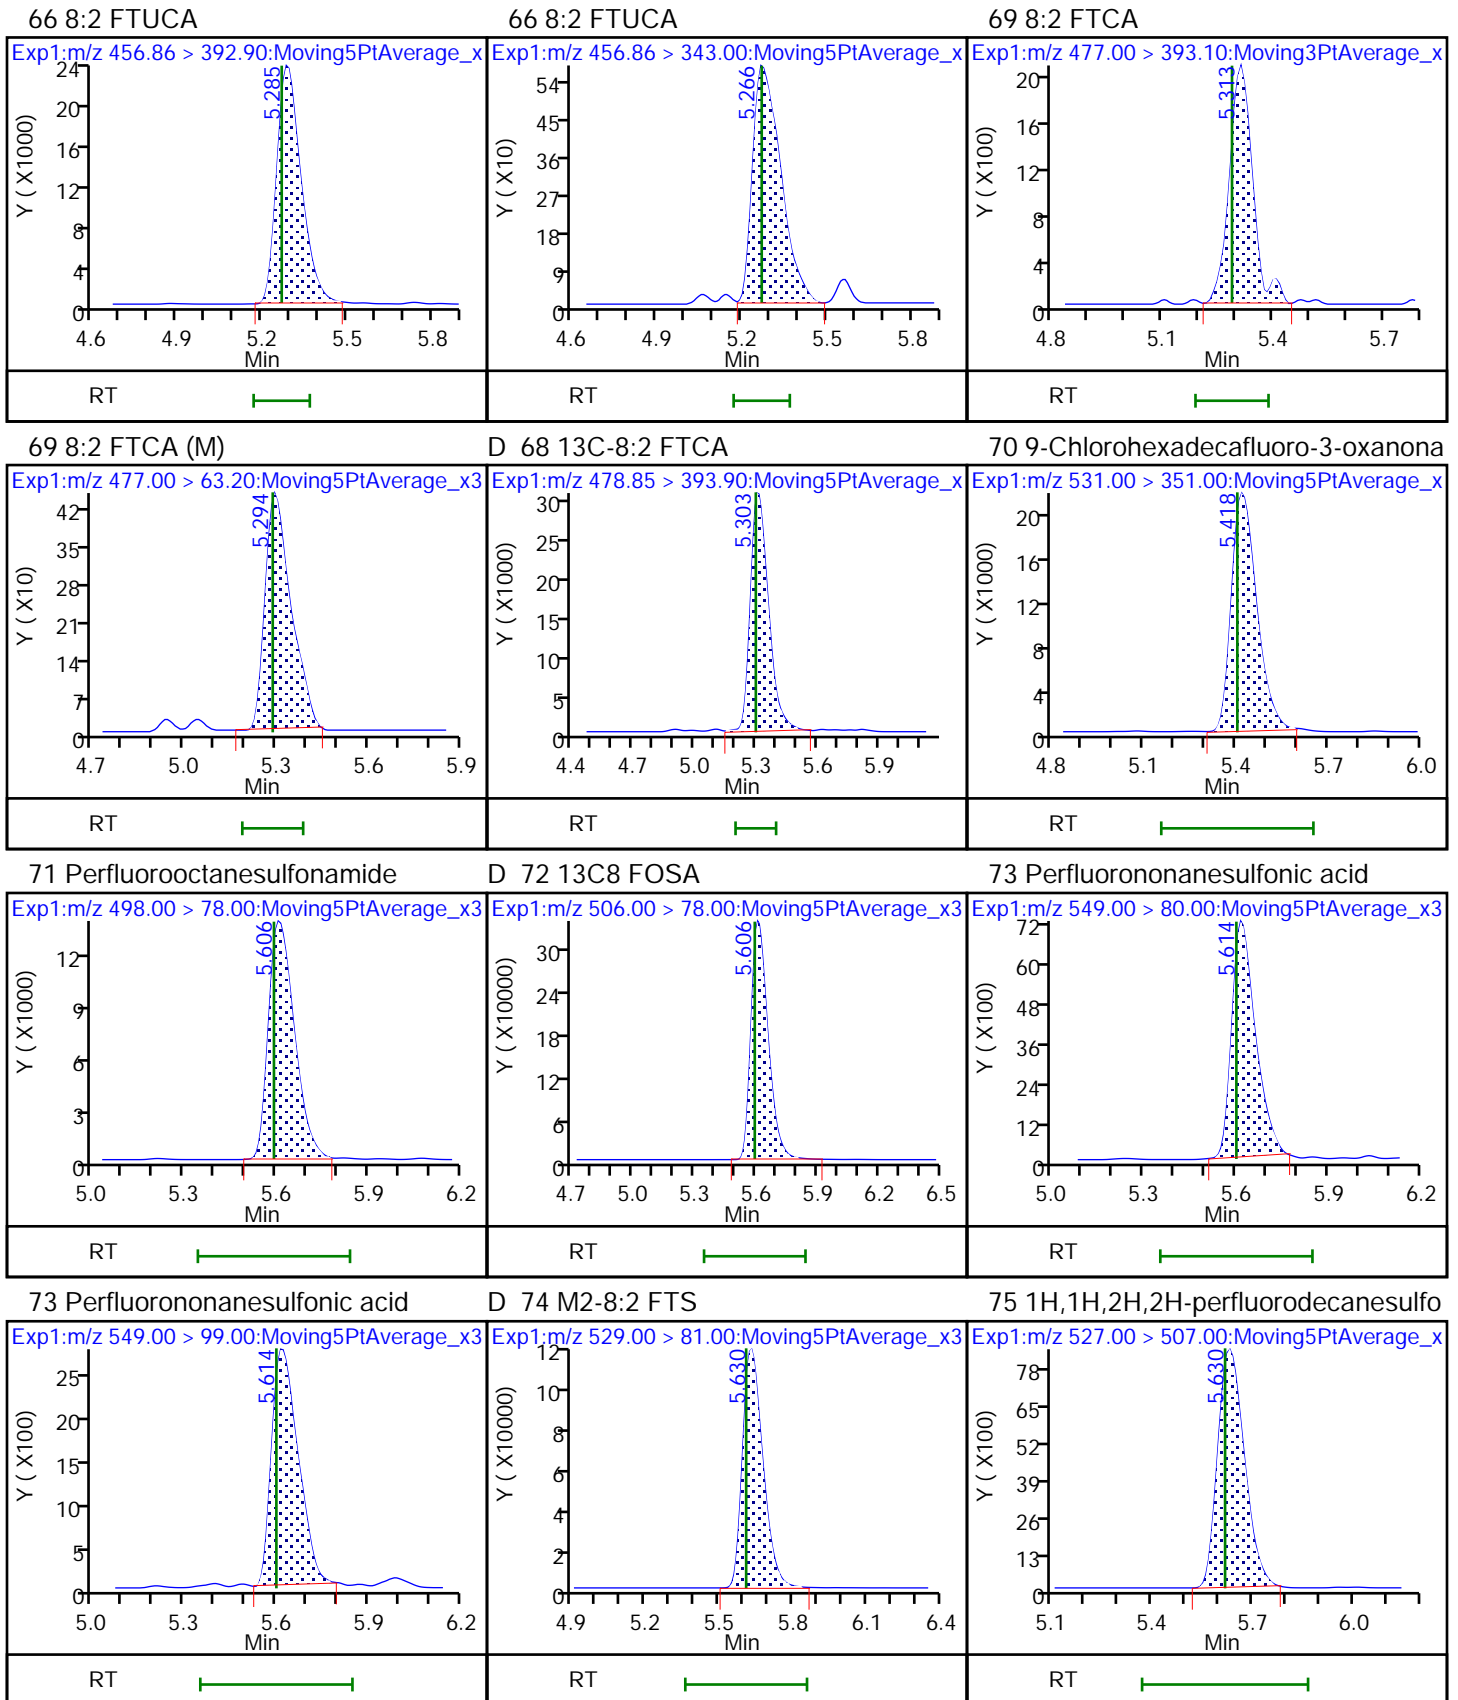 66 8:2 FTUCA
Exp1:m/z 456.86 > 392.90:Moving5PtAverage_x
5.285
Y ( X1000)
24
20
16
12
8
4
0
4.6 4.9 5.2 5.5 5.8
Min
RT
66 8:2 FTUCA
Exp1:m/z 456.86 > 343.00:Moving5PtAverage_x
5.266
Y ( X10)
54
45
36
27
18
9
0
4.6 4.9 5.2 5.5 5.8
Min
RT
69 8:2 FTCA
Exp1:m/z 477.00 > 393.10:Moving3PtAverage_x
5.313
Y ( X100)
20
16
12
8
4
0
4.8 5.1 5.4 5.7
Min
RT
69 8:2 FTCA (M)
Exp1:m/z 477.00 > 63.20:Moving5PtAverage_x3
5.294
Y ( X10)
42
35
28
21
14
7
0
4.7 5.0 5.3 5.6 5.9
Min
RT
D 68 13C-8:2 FTCA
Exp1:m/z 478.85 > 393.90:Moving5PtAverage_x
5.303
Y ( X1000)
30
25
20
15
10
5
0
4.4 4.7 5.0 5.3 5.6 5.9
Min
RT
70 9-Chlorohexadecafluoro-3-oxanona
Exp1:m/z 531.00 > 351.00:Moving5PtAverage_x
5.418
Y ( X1000)
20
16
12
8
4
0
4.8 5.1 5.4 5.7 6.0
Min
RT
71 Perfluorooctanesulfonamide
Exp1:m/z 498.00 > 78.00:Moving5PtAverage_x3
5.606
Y ( X1000)
12
9
6
3
0
5.0 5.3 5.6 5.9 6.2
Min
RT
D 72 13C8 FOSA
Exp1:m/z 506.00 > 78.00:Moving5PtAverage_x3
5.606
Y ( X10000)
30
24
18
12
6
0
4.7 5.0 5.3 5.6 5.9 6.2 6.5
Min
RT
73 Perfluorononanesulfonic acid
Exp1:m/z 549.00 > 80.00:Moving5PtAverage_x3
5.614
Y ( X100)
72
60
48
36
24
12
0
5.0 5.3 5.6 5.9 6.2
Min
RT
73 Perfluorononanesulfonic acid
Exp1:m/z 549.00 > 99.00:Moving5PtAverage_x3
5.614
Y ( X100)
25
20
15
10
5
0
5.0 5.3 5.6 5.9 6.2
Min
RT
D 74 M2-8:2 FTS
Exp1:m/z 529.00 > 81.00:Moving5PtAverage_x3
5.630
Y ( X10000)
12
10
8
6
4
2
0
4.9 5.2 5.5 5.8 6.1 6.4
Min
RT
75 1H,1H,2H,2H-perfluorodecanesulfo
Exp1:m/z 527.00 > 507.00:Moving5PtAverage_x
5.630
Y ( X100)
78
65
52
39
26
13
0
5.1 5.4 5.7 6.0
Min
RT